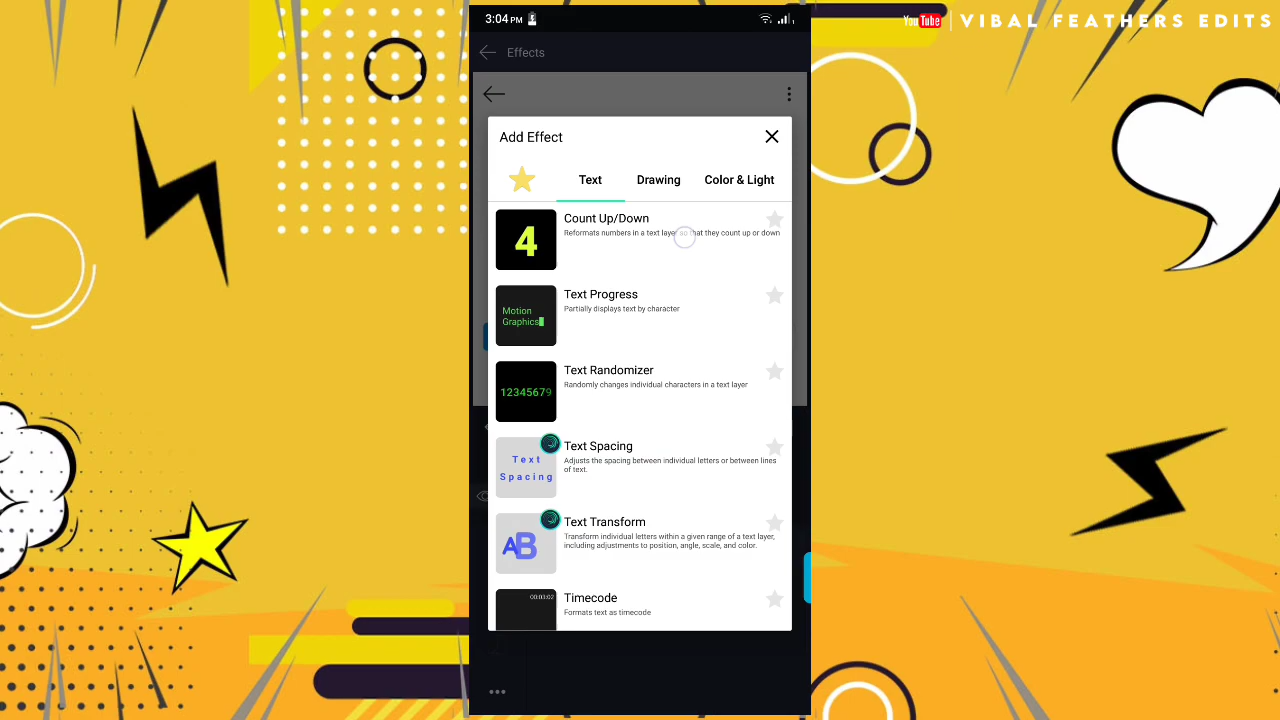 YouTube | VIBAL FEATHERS EDITS
3:04 PM
Effects
Add Effect
Text Drawing Color & Light
4
Count Up/Down
Reformats numbers in a text layer so that they count up or down
Motion
Graphics
Text Progress
Partially displays text by character
12345679
Text Randomizer
Randomly changes individual characters in a text layer
Text
Spacing
Text Spacing
Adjusts the spacing between individual letters or between lines
of text.
AB
Text Transform
Transform individual letters within a given range of a text layer,
including adjustments to position, angle, scale, and color.
00:03:02
Timecode
Formats text as timecode